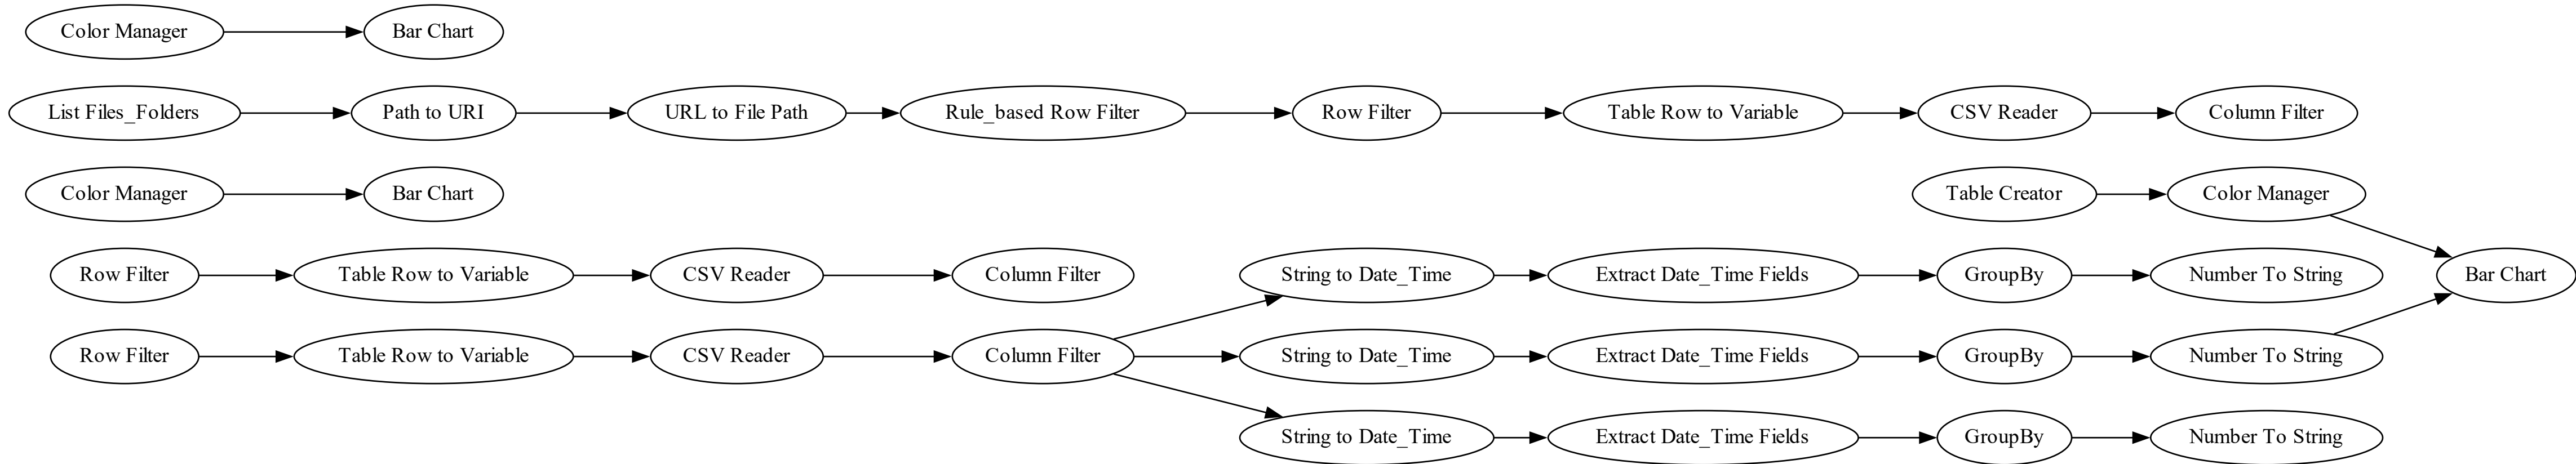 Color Manager Bar Chart
List Files_Folders Path to URI URL to File Path Rule_based Row Filter Row Filter Table Row to Variable CSV Reader Column Filter
Color Manager Bar Chart Table Creator Color Manager
Row Filter Table Row to Variable CSV Reader Column Filter String to Date_Time Extract Date_Time Fields GroupBy Number To String Bar Chart
Row Filter Table Row to Variable CSV Reader Column Filter String to Date_Time Extract Date_Time Fields GroupBy Number To String
String to Date_Time Extract Date_Time Fields GroupBy Number To String